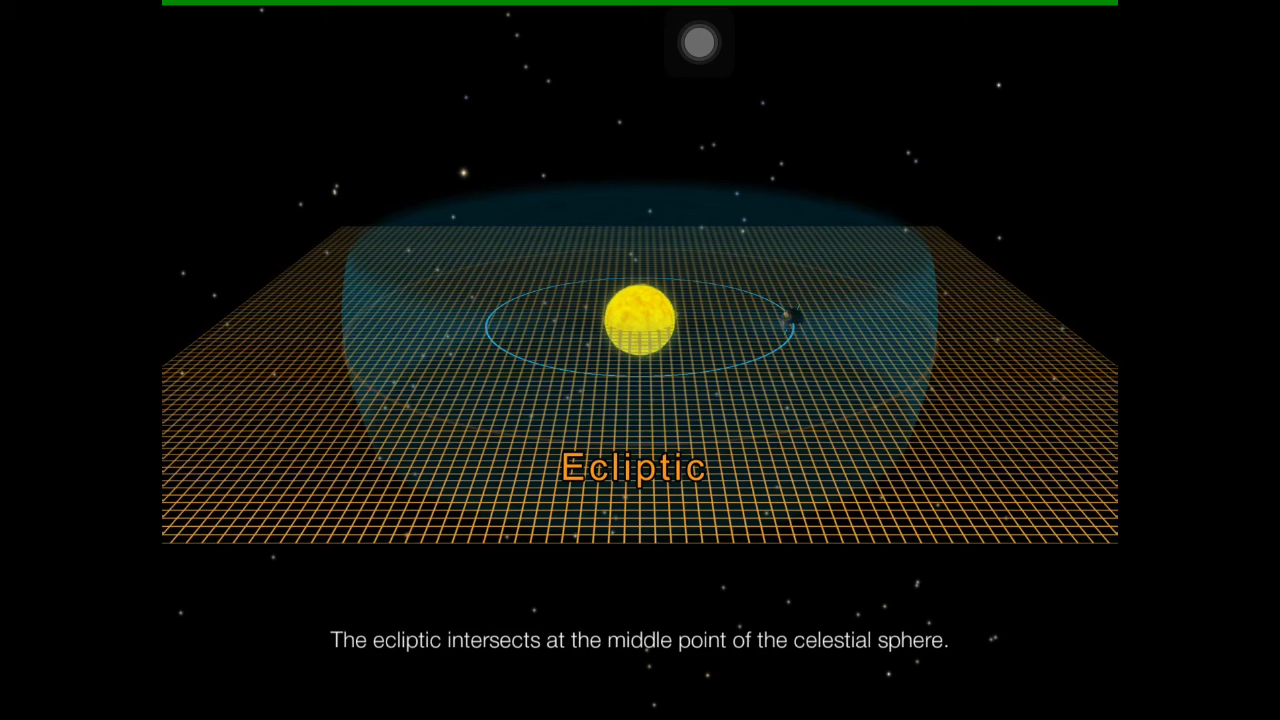 Ecliptic
The ecliptic intersects at the middle point of the celestial sphere.